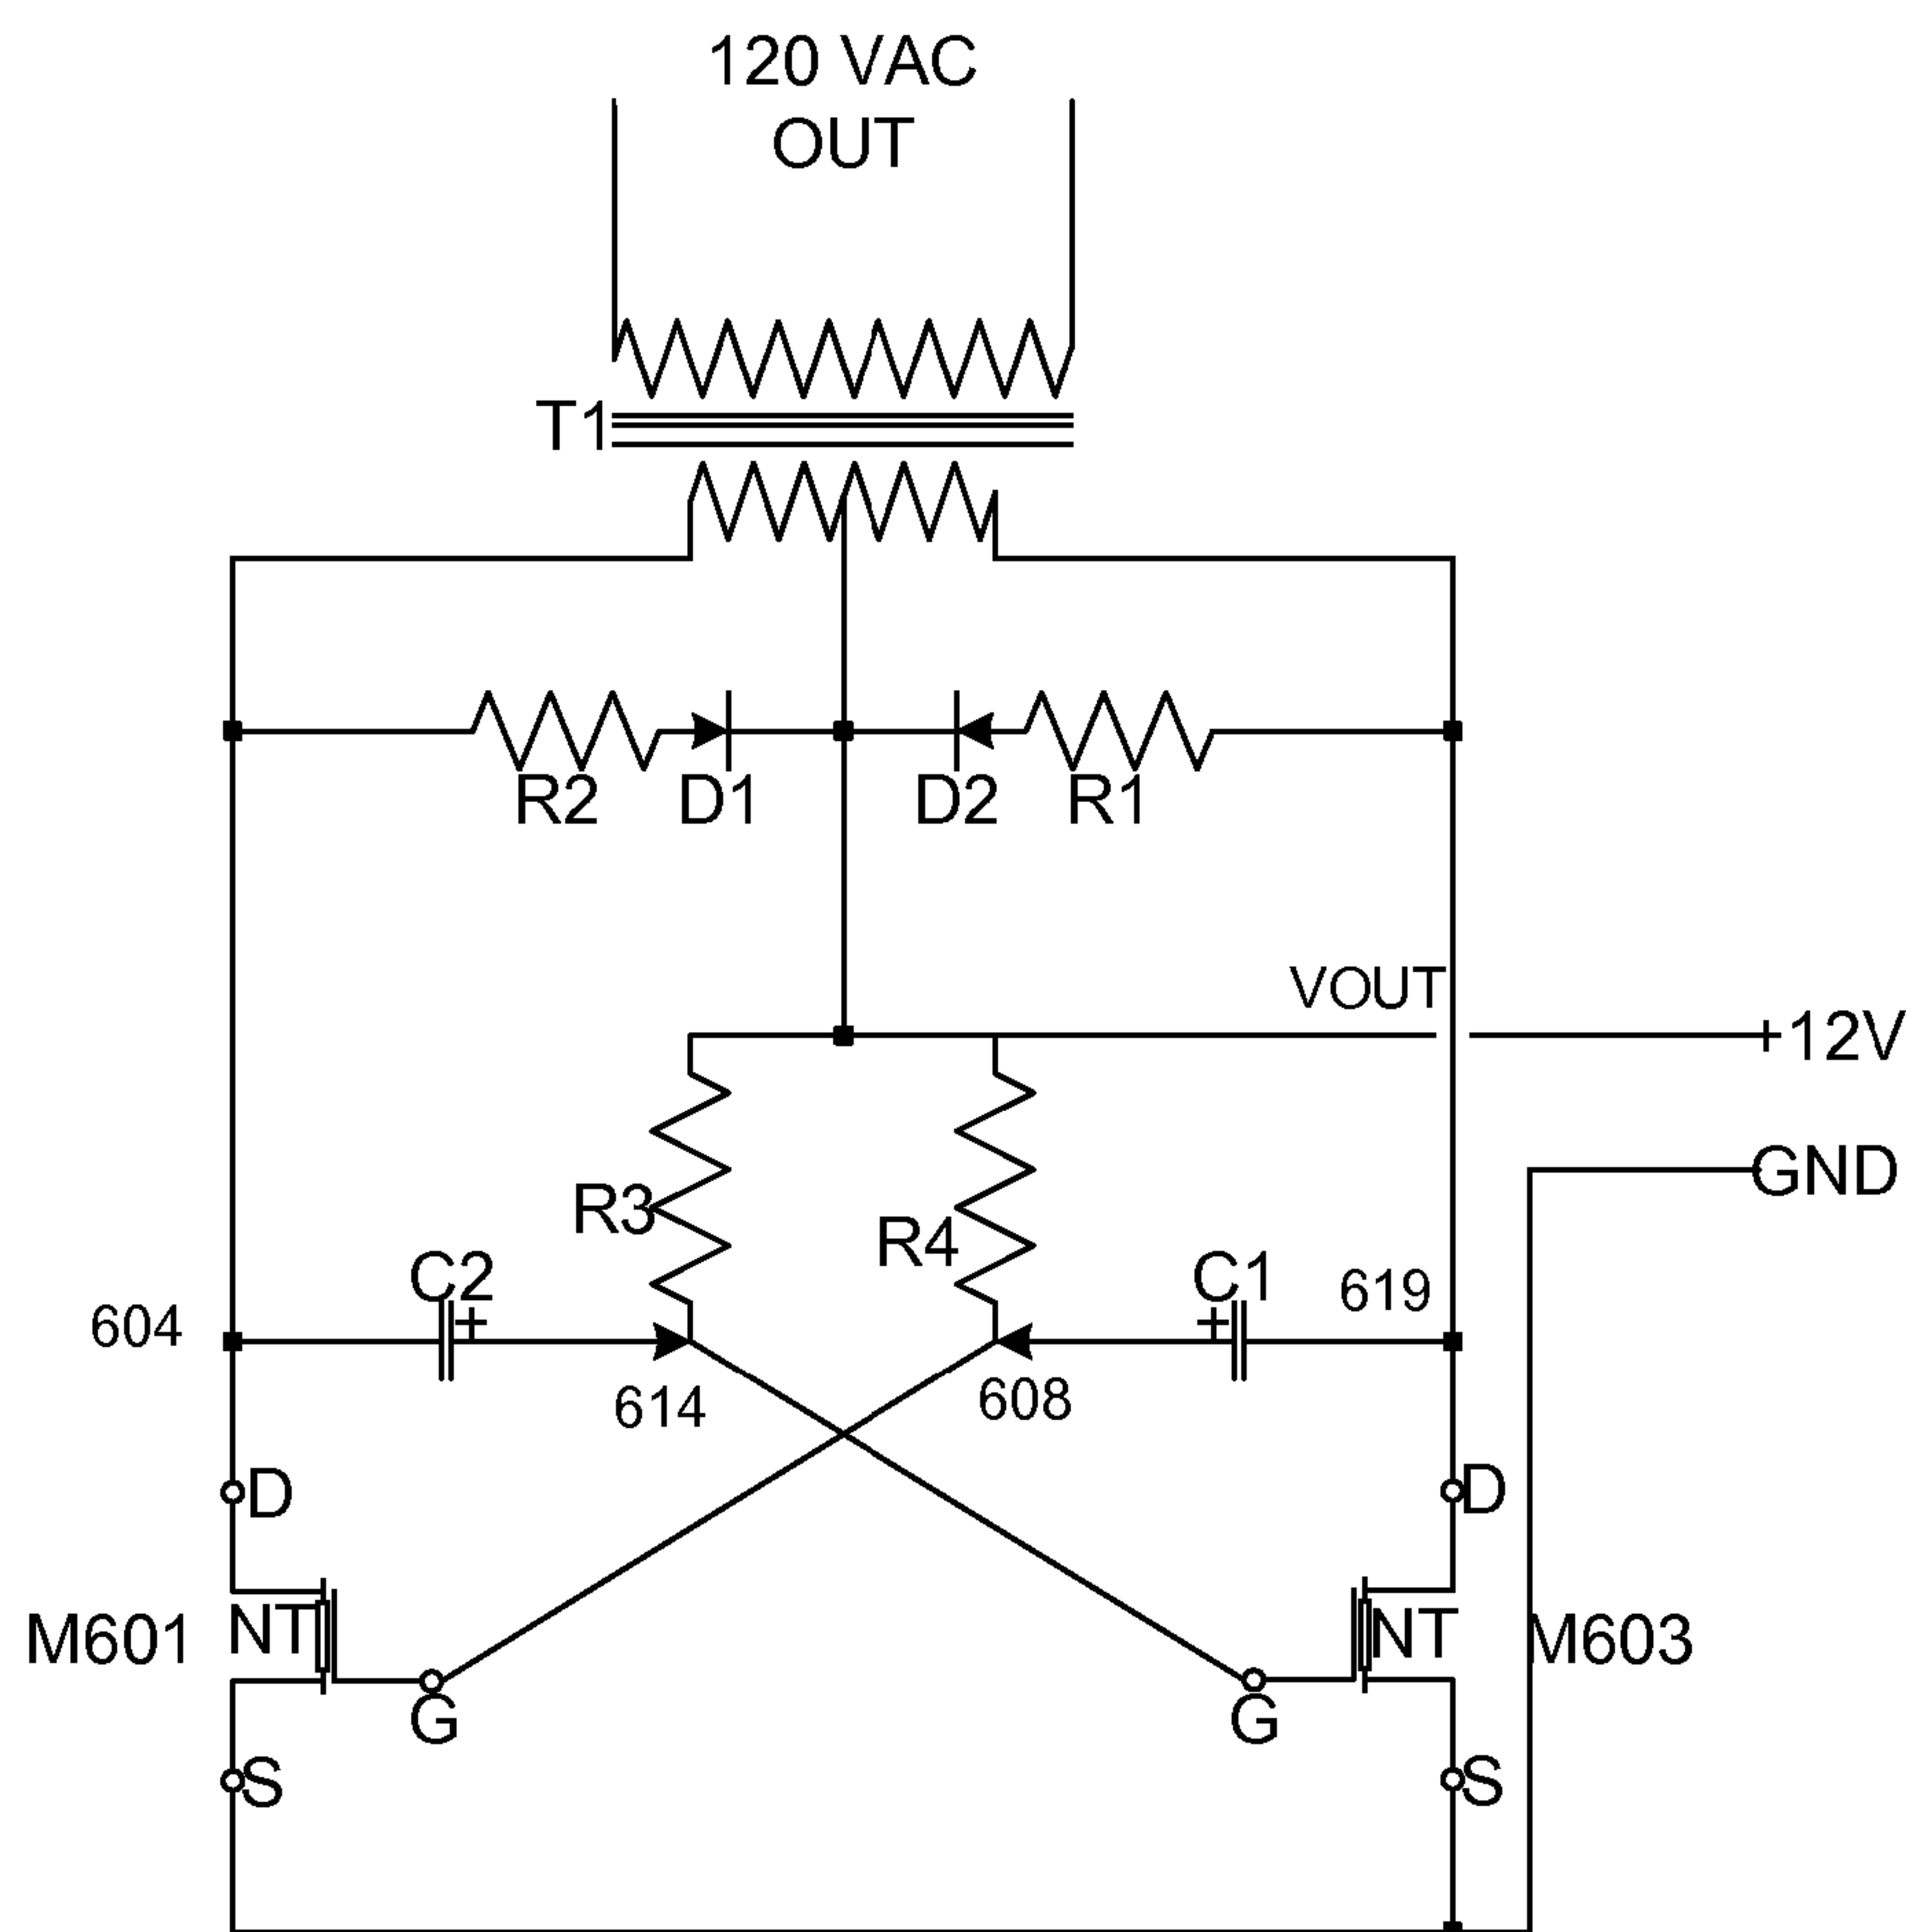 120 VAC
OUT
T1
R2
D1
D2
R1
VOUT
+12V
GND
R3
R4
C2
+
C1
+
619
604
614
608
D
D
M601
NT
NT
M603
G
G
S
S